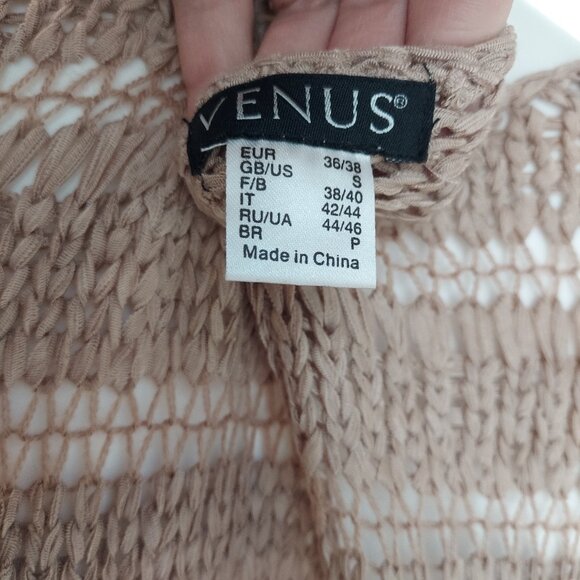 VENUS®
EUR 36/38
GB/US S
F/B 38/40
IT 42/44
RU/UA 44/46
BR P
Made in China